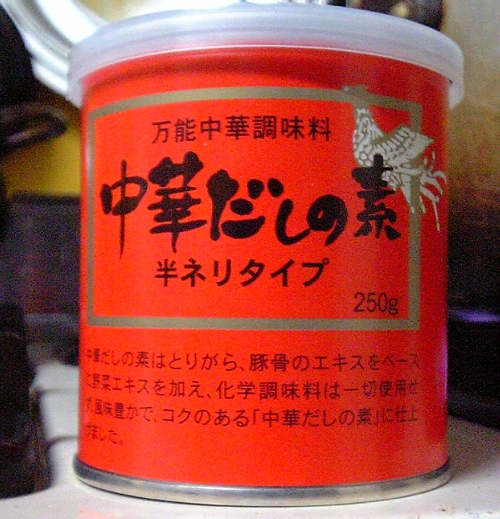 万能中華調味料
中華だしの素
半ネリタイプ
250g
中華だしの素はとりがら、豚骨のエキスをベース
に野菜エキスを加え、化学調味料は一切使用せ
ず、風味豊かで、コクのある「中華だしの素」に仕上
げました。